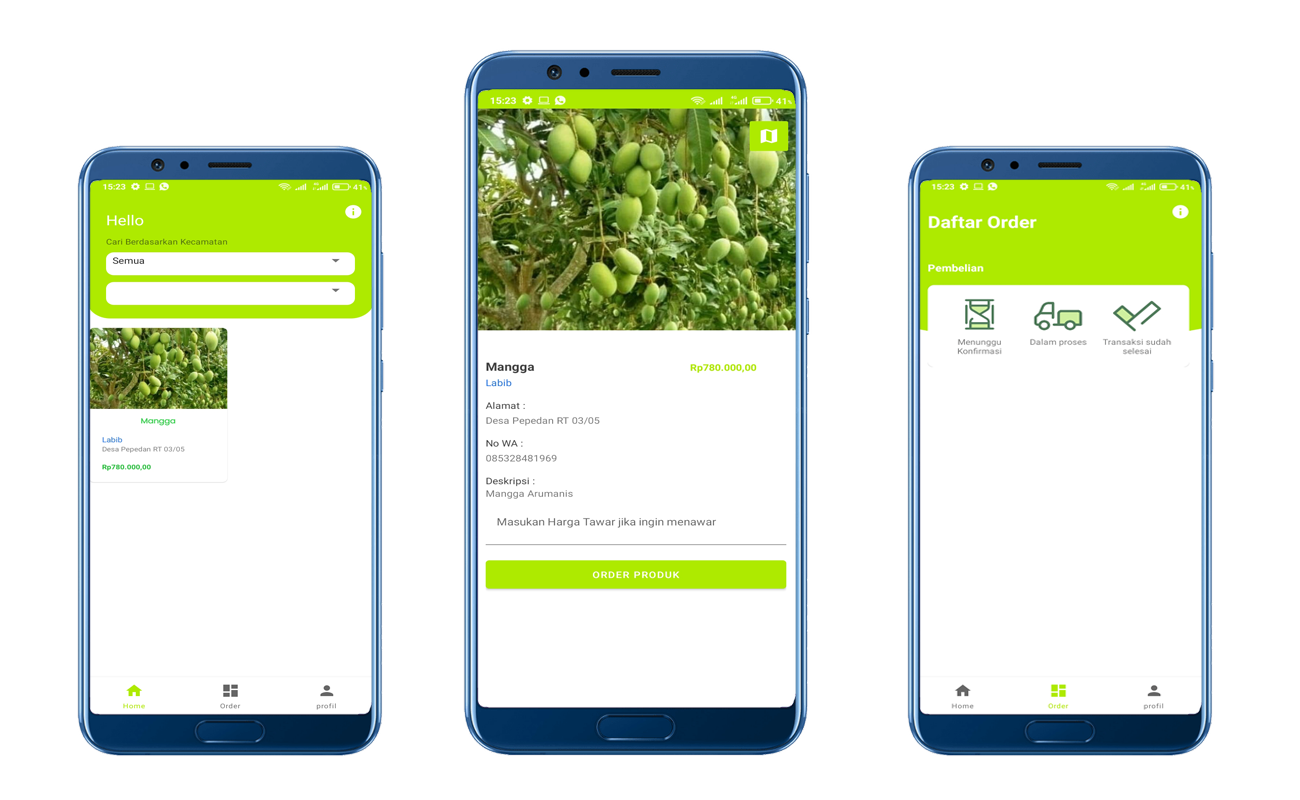 15:23
41%
Hello
Cari Berdasarkan Kecamatan
Semua
Mangga
Labib
Desa Pepedan RT 03/05
Rp780.000,00
Home
Order
profil
15:23
41%
Mangga
Rp780.000,00
Labib
Alamat :
Desa Pepedan RT 03/05
No WA :
085328481969
Deskripsi :
Mangga Arumanis
Masukan Harga Tawar jika ingin menawar
ORDER PRODUK
15:23
41%
Daftar Order
Pembelian
Menunggu
Konfirmasi
Dalam proses
Transaksi sudah
selesai
Home
Order
profil